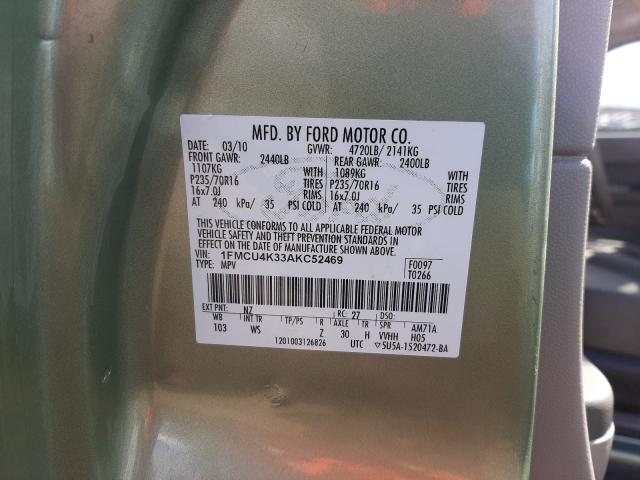 MFD. BY FORD MOTOR CO.
DATE: 03/10 GVWR: 4720LB/ 2141KG
FRONT GAWR: 2440LB REAR GAWR: 2400LB
1107KG WITH 1089KG WITH
P235/70R16 TIRES P235/70R16 TIRES
16x7.0J RIMS 16x7.0J RIMS
AT 240 kPa/ 35 PSI COLD AT 240 kPa/ 35 PSI COLD
THIS VEHICLE CONFORMS TO ALL APPLICABLE FEDERAL MOTOR
VEHICLE SAFETY AND THEFT PREVENTION STANDARDS IN
EFFECT ON THE DATE OF MANUFACTURE SHOWN ABOVE.
VIN: 1FMCU4K33AKC52469 F0097
TYPE: MPV T0266
EXT PNT: NZ RC: 27 DSO:
WB INT TR TP/PS R AXLE TR SPR AM71A
103 WS Z 30 H VVHH H05
1201003126826 UTC ▽5U5A-1520472-BA